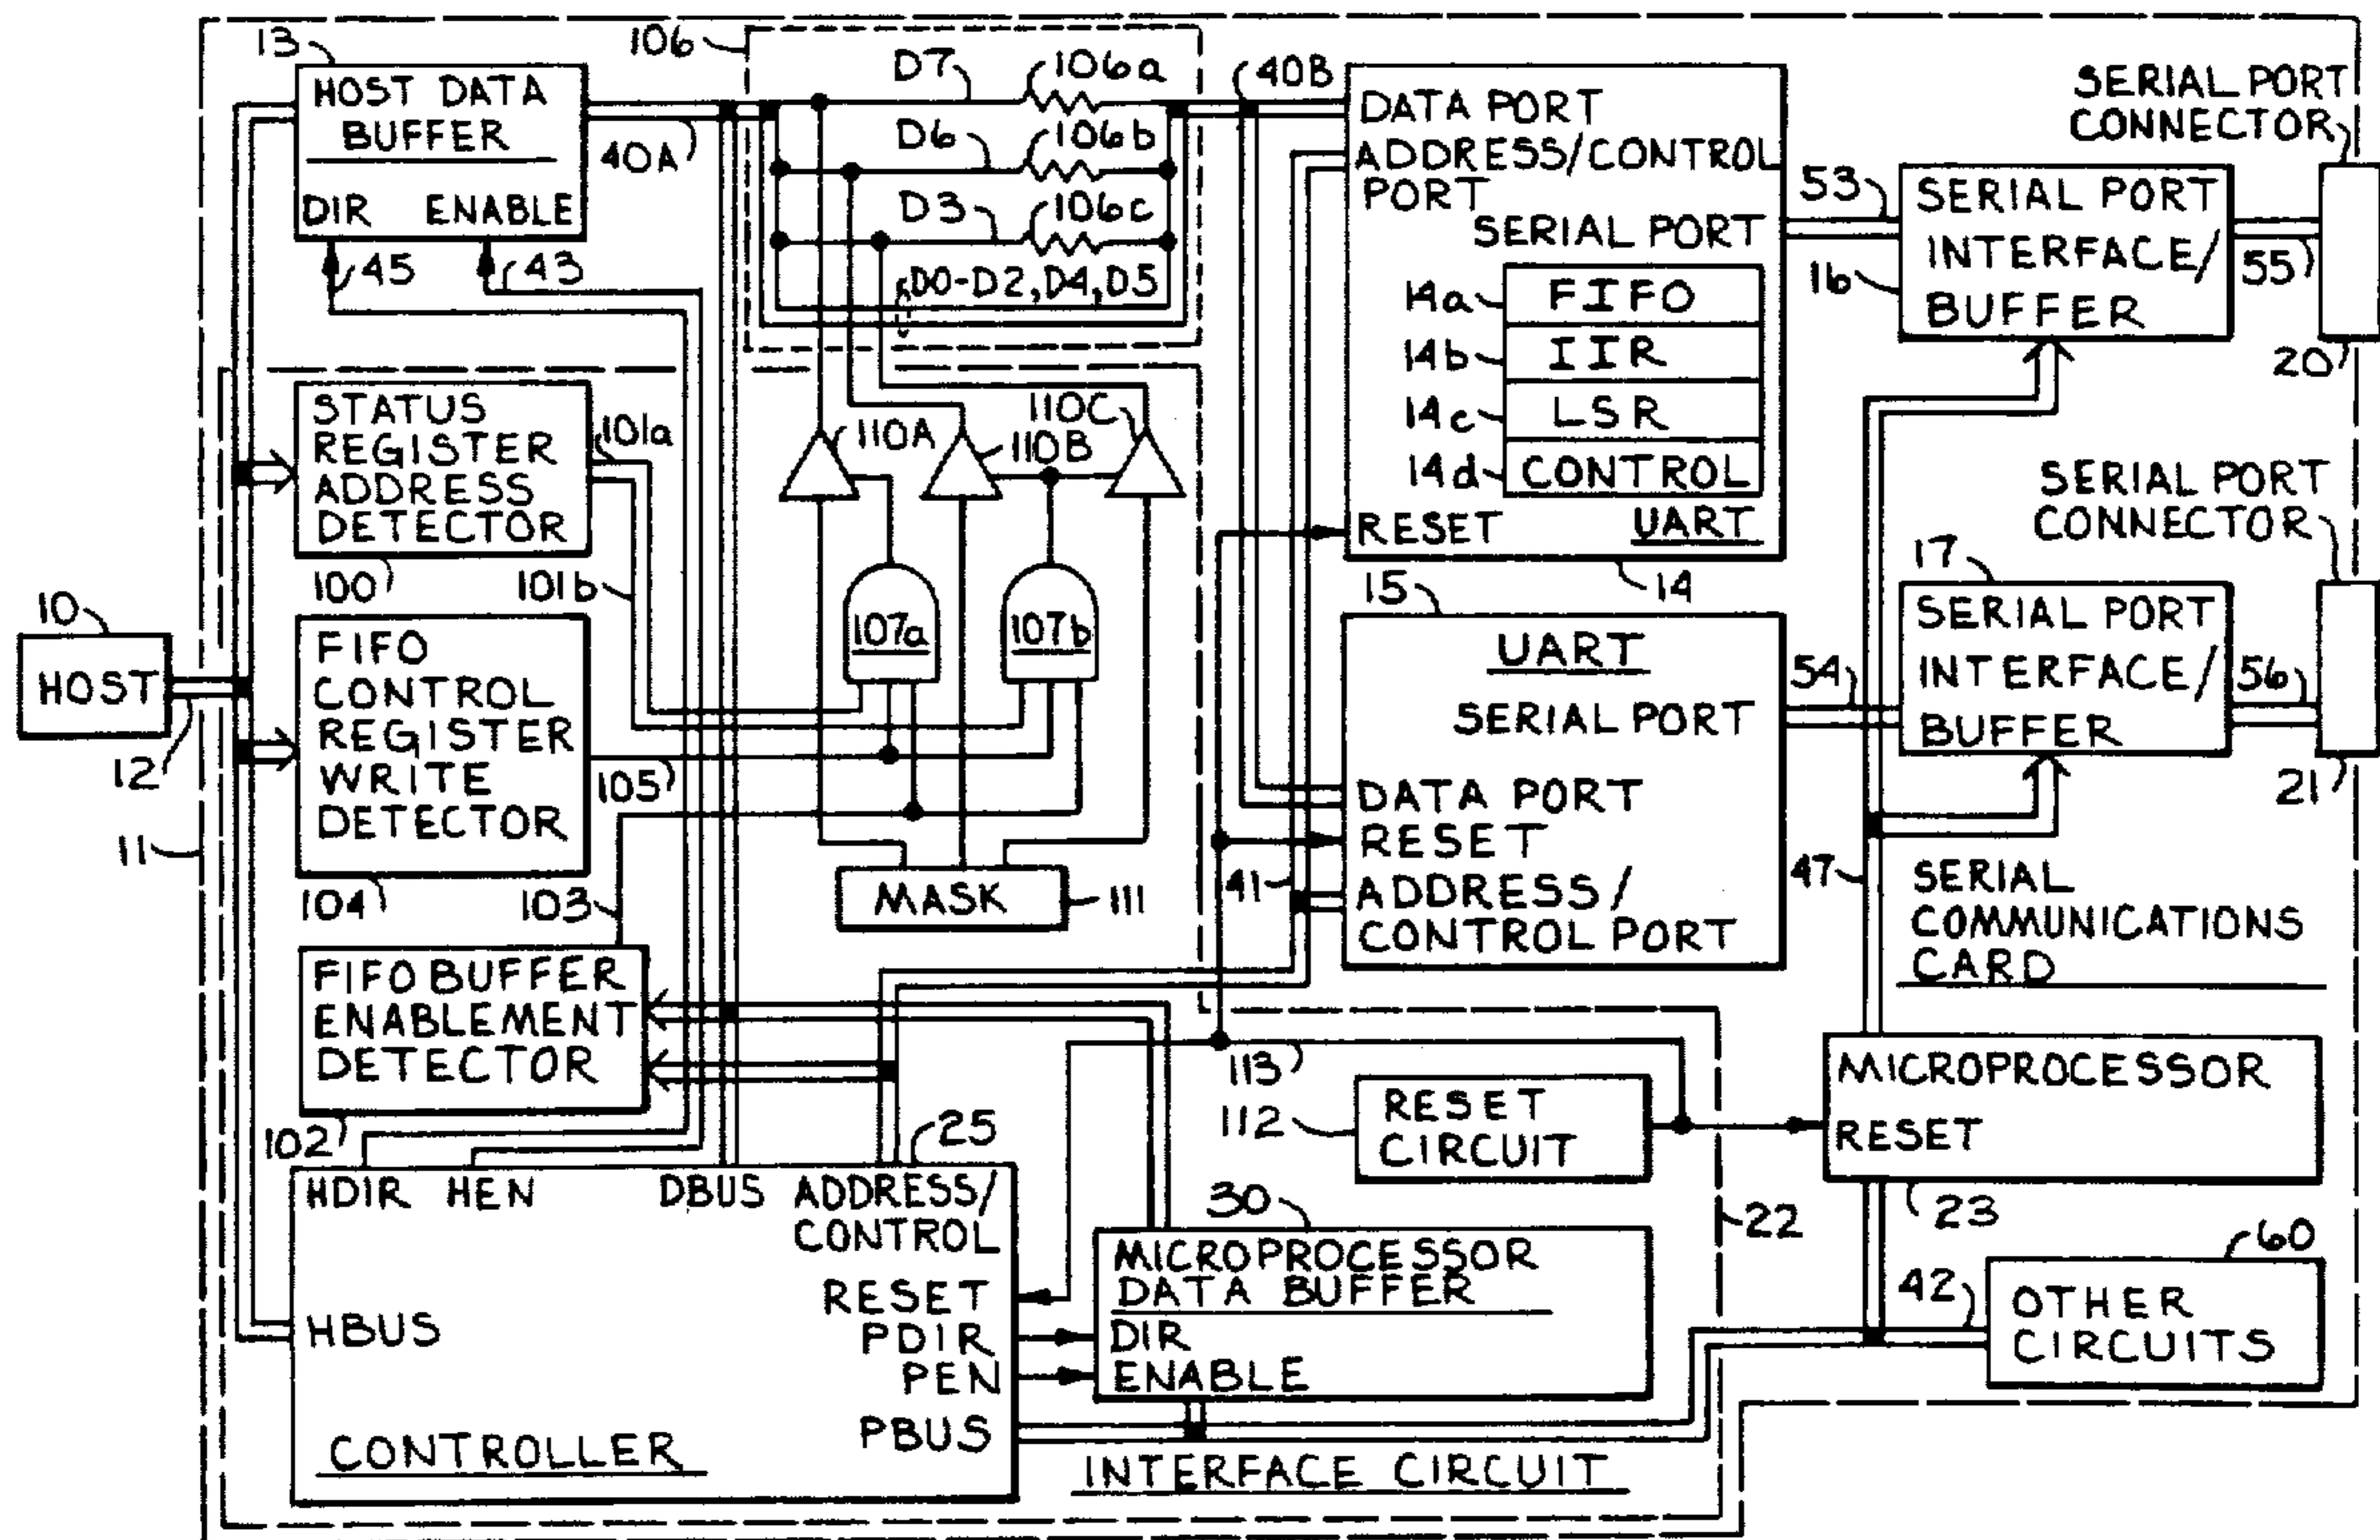 13
HOST DATA
BUFFER
DIR ENABLE
45
43
40A
106
D7
106a
D6
106b
D3
106c
D0-D2,D4,D5
40B
DATA PORT
ADDRESS/CONTROL
PORT
SERIAL PORT
14a
FIFO
14b
IIR
14c
LSR
14d
CONTROL
RESET
UART
14
53
SERIAL PORT
INTERFACE/
BUFFER
16
55
SERIAL PORT
CONNECTOR
20
STATUS
REGISTER
ADDRESS
DETECTOR
100
101a
101b
110A
110B
110C
107a
107b
10
HOST
12
11
FIFO
CONTROL
REGISTER
WRITE
DETECTOR
104
105
103
MASK
111
15
UART
SERIAL PORT
DATA PORT
RESET
ADDRESS/
CONTROL PORT
41
54
17
SERIAL PORT
INTERFACE/
BUFFER
56
SERIAL PORT
CONNECTOR
21
47
SERIAL
COMMUNICATIONS
CARD
FIFO BUFFER
ENABLEMENT
DETECTOR
102
113
112
RESET
CIRCUIT
MICROPROCESSOR
RESET
23
22
25
HDIR HEN DBUS ADDRESS/
CONTROL
RESET
HBUS
PDIR
PEN
PBUS
CONTROLLER
30
MICROPROCESSOR
DATA BUFFER
DIR
ENABLE
INTERFACE CIRCUIT
42
60
OTHER
CIRCUITS